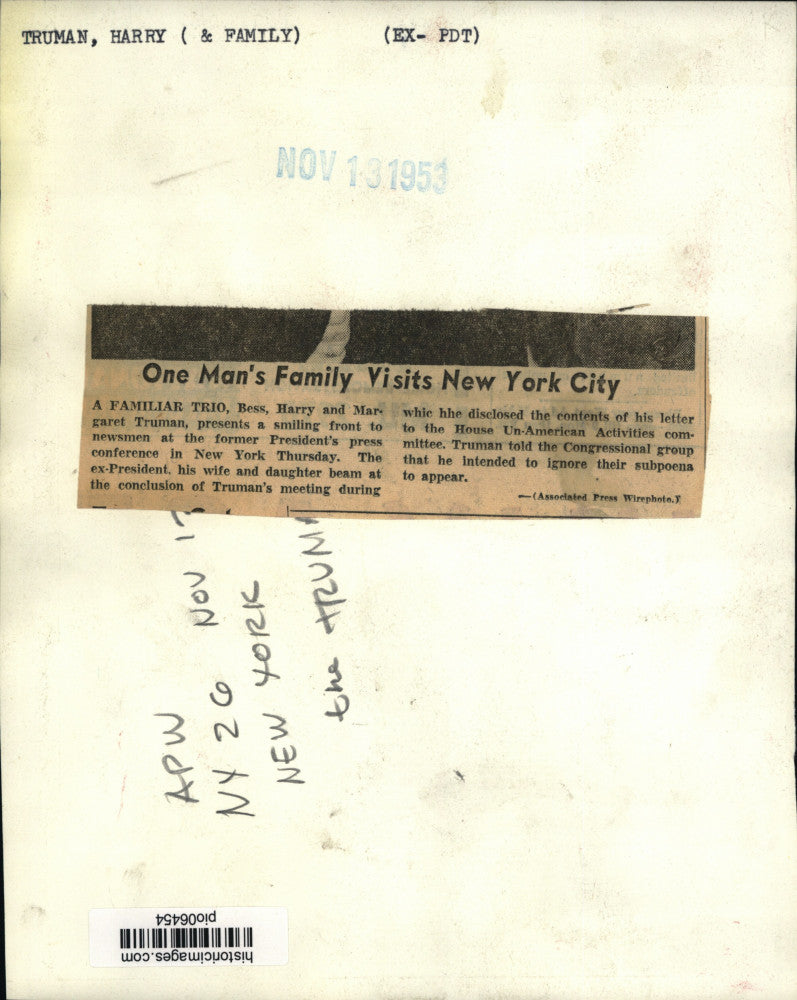 TRUMAN, HARRY ( & FAMILY) (EX- PDT)
NOV 13 1953
One Man's Family Visits New York City
A FAMILIAR TRIO, Bess, Harry and Mar-
garet Truman, presents a smiling front to
newsmen at the former President's press
conference in New York Thursday. The
ex-President, his wife and daughter beam at
the conclusion of Truman's meeting during
whic hhe disclosed the contents of his letter
to the House Un-American Activities com-
mittee. Truman told the Congressional group
that he intended to ignore their subpoena
to appear.
—(Associated Press Wirephoto.)
APW NOV
NY 26
NEW YORK
the TRUM
historicimages.com
pio06454